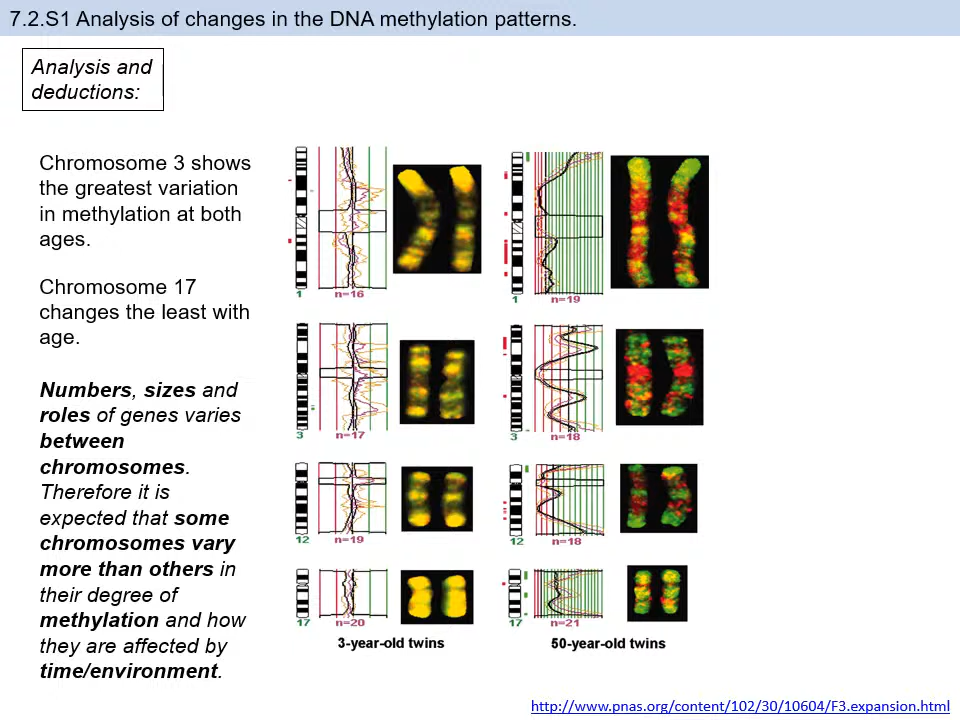 7.2.S1 Analysis of changes in the DNA methylation patterns.
Analysis and
deductions:
Chromosome 3 shows
the greatest variation
in methylation at both
ages.
Chromosome 17
changes the least with
age.
Numbers, sizes and
roles of genes varies
between
chromosomes.
Therefore it is
expected that some
chromosomes vary
more than others in
their degree of
methylation and how
they are affected by
time/environment.
1 n=16
1 n=19
3 n=17
3 n=18
12 n=19
12 n=18
17 n=20
17 n=21
3-year-old twins
50-year-old twins
http://www.pnas.org/content/102/30/10604/F3.expansion.html